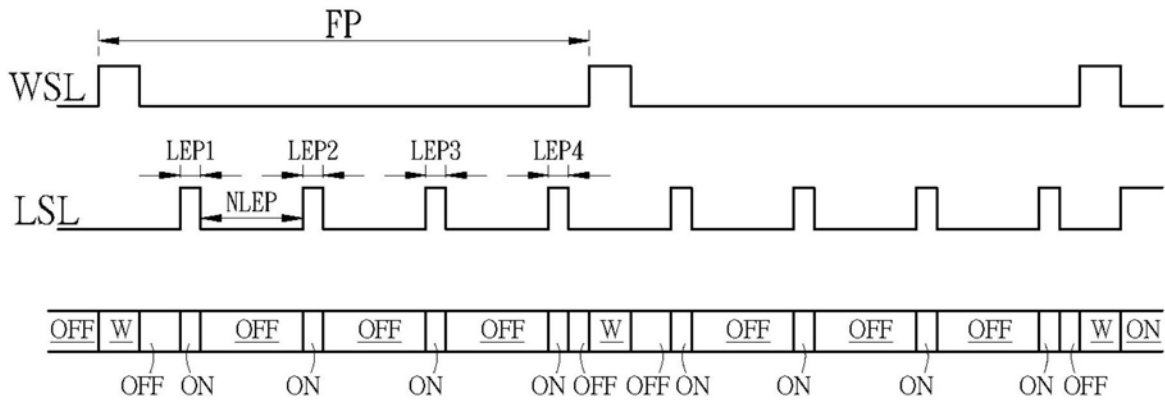 FP
WSL
LEP1 LEP2 LEP3 LEP4
NLEP
LSL
OFF W OFF OFF OFF W OFF OFF OFF W ON
OFF ON ON ON ON OFF OFF ON ON ON ON OFF